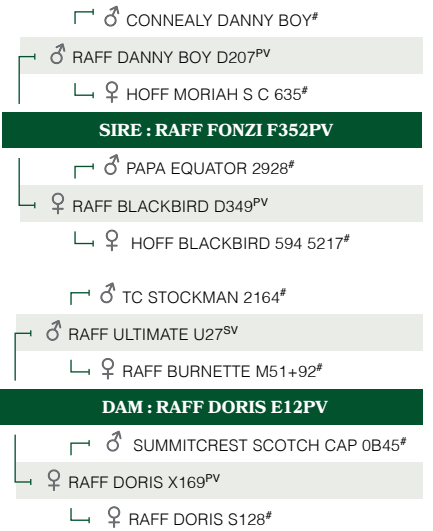 ♂ CONNEALY DANNY BOY#
♂ RAFF DANNY BOY D207PV
♀ HOFF MORIAH S C 635#
SIRE : RAFF FONZI F352PV
♂ PAPA EQUATOR 2928#
♀ RAFF BLACKBIRD D349PV
♀ HOFF BLACKBIRD 594 5217#
♂ TC STOCKMAN 2164#
♂ RAFF ULTIMATE U27SV
♀ RAFF BURNETTE M51+92#
DAM : RAFF DORIS E12PV
♂ SUMMITCREST SCOTCH CAP 0B45#
♀ RAFF DORIS X169PV
♀ RAFF DORIS S128#